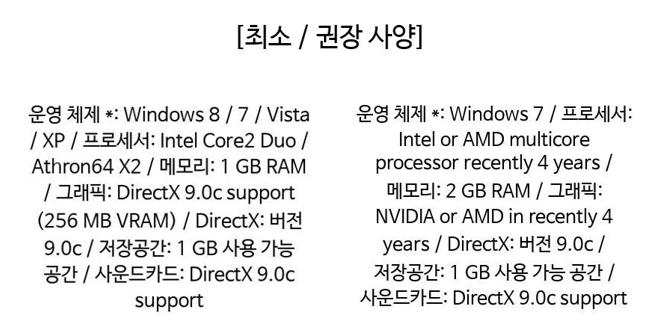 [최소 / 권장 사양]
운영 체제 *: Windows 8 / 7 / Vista
/ XP / 프로세서: Intel Core2 Duo /
Athron64 X2 / 메모리: 1 GB RAM
/ 그래픽: DirectX 9.0c support
(256 MB VRAM) / DirectX: 버전
9.0c / 저장공간: 1 GB 사용 가능
공간 / 사운드카드: DirectX 9.0c
support
운영 체제 *: Windows 7 / 프로세서:
Intel or AMD multicore
processor recently 4 years /
메모리: 2 GB RAM / 그래픽:
NVIDIA or AMD in recently 4
years / DirectX: 버전 9.0c /
저장공간: 1 GB 사용 가능 공간 /
사운드카드: DirectX 9.0c support